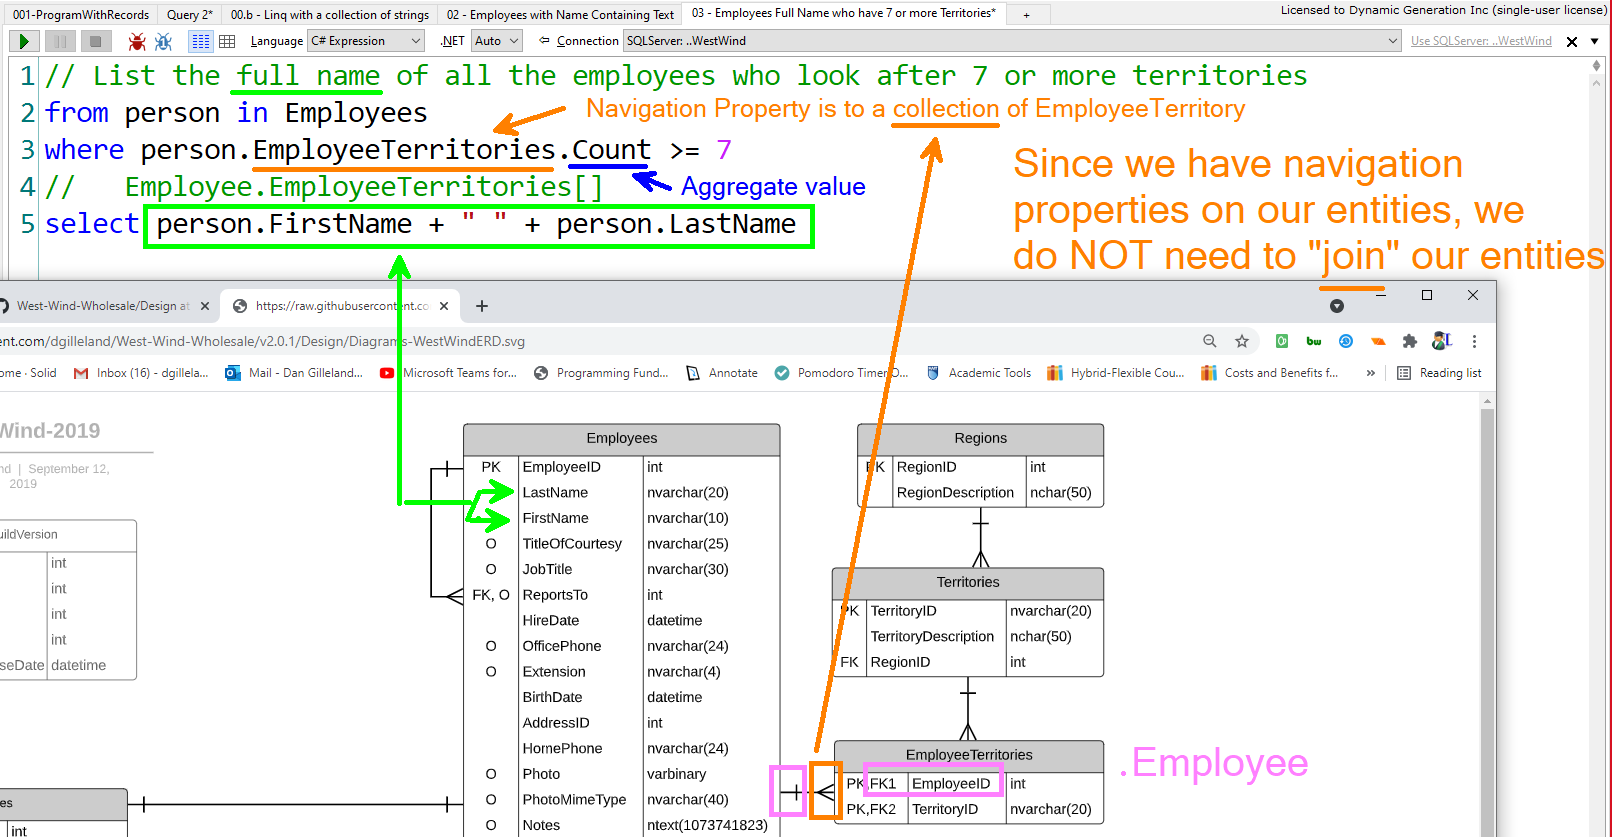 001-ProgramWithRecords
Query 2*
00.b - Linq with a collection of strings
02 - Employees with Name Containing Text
03 - Employees Full Name who have 7 or more Territories*
+
Licensed to Dynamic Generation Inc (single-user license)
Language
C# Expression
.NET
Auto
Connection
SQLServer: ..WestWind
Use SQLServer: ..WestWind
1 // List the full name of all the employees who look after 7 or more territories
2 from person in Employees
Navigation Property is to a collection of EmployeeTerritory
3 where person.EmployeeTerritories.Count >= 7
4 //   Employee.EmployeeTerritories[]
Aggregate value
5 select person.FirstName + " " + person.LastName
Since we have navigation
properties on our entities, we
do NOT need to "join" our entities
West-Wind-Wholesale/Design at
https://raw.githubusercontent.co
ent.com/dgilleland/West-Wind-Wholesale/v2.0.1/Design/Diagrams-WestWindERD.svg
bw
ome - Solid
Inbox (16) - dgillela...
Mail - Dan Gilleland...
Microsoft Teams for...
Programming Fund...
Annotate
Pomodoro Timer O...
Academic Tools
Hybrid-Flexible Cou...
Costs and Benefits f...
»
Reading list
Wind-2019
nd | September 12,
2019
uildVersion
int
int
int
int
seDate datetime
es
int
Employees
PK EmployeeID int
LastName nvarchar(20)
FirstName nvarchar(10)
O TitleOfCourtesy nvarchar(25)
O JobTitle nvarchar(30)
FK, O ReportsTo int
HireDate datetime
O OfficePhone nvarchar(24)
O Extension nvarchar(4)
BirthDate datetime
AddressID int
HomePhone nvarchar(24)
O Photo varbinary
O PhotoMimeType nvarchar(40)
O Notes ntext(1073741823)
Regions
PK RegionID int
RegionDescription nchar(50)
Territories
PK TerritoryID nvarchar(20)
TerritoryDescription nchar(50)
FK RegionID int
EmployeeTerritories
PK,FK1 EmployeeID int
PK,FK2 TerritoryID nvarchar(20)
.Employee